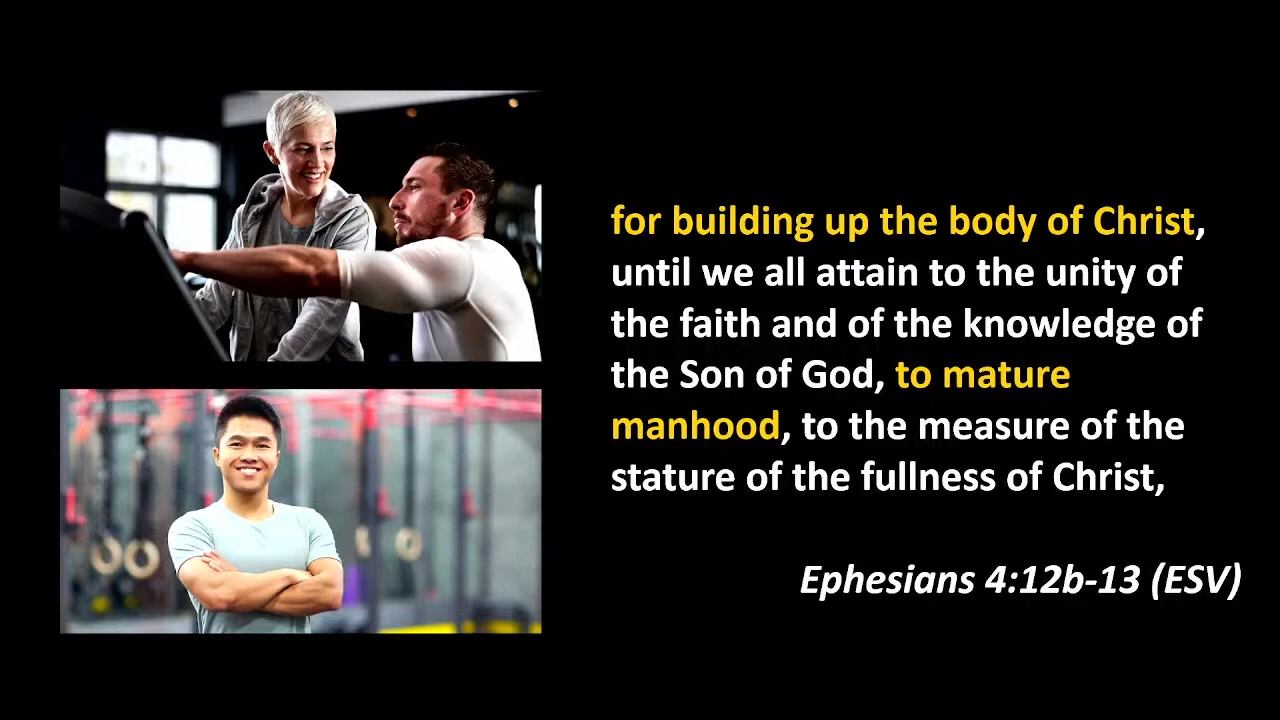 for building up the body of Christ,
until we all attain to the unity of
the faith and of the knowledge of
the Son of God, to mature
manhood, to the measure of the
stature of the fullness of Christ,
Ephesians 4:12b-13 (ESV)